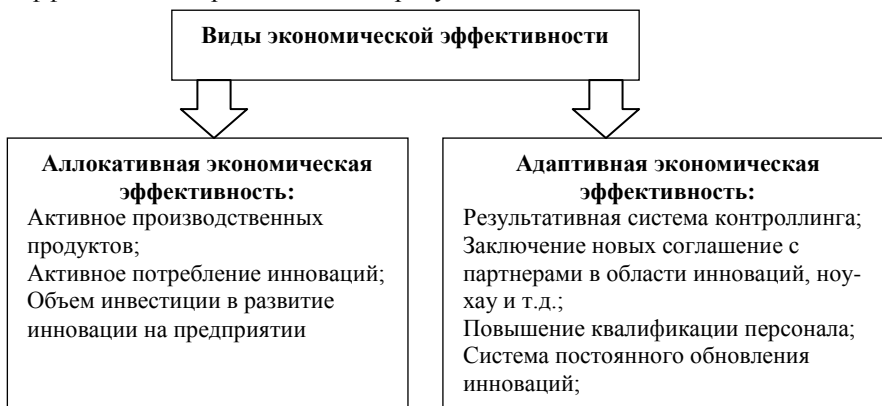 Виды экономической эффективности
Аллокативная экономическая
эффективность:
Активное производственных
продуктов;
Активное потребление инноваций;
Объем инвестиции в развитие
инновации на предприятии
Адаптивная экономическая
эффективность:
Результативная система контроллинга;
Заключение новых соглашение с
партнерами в области инноваций, ноу-
хау и т.д.;
Повышение квалификации персонала;
Система постоянного обновления
инноваций;